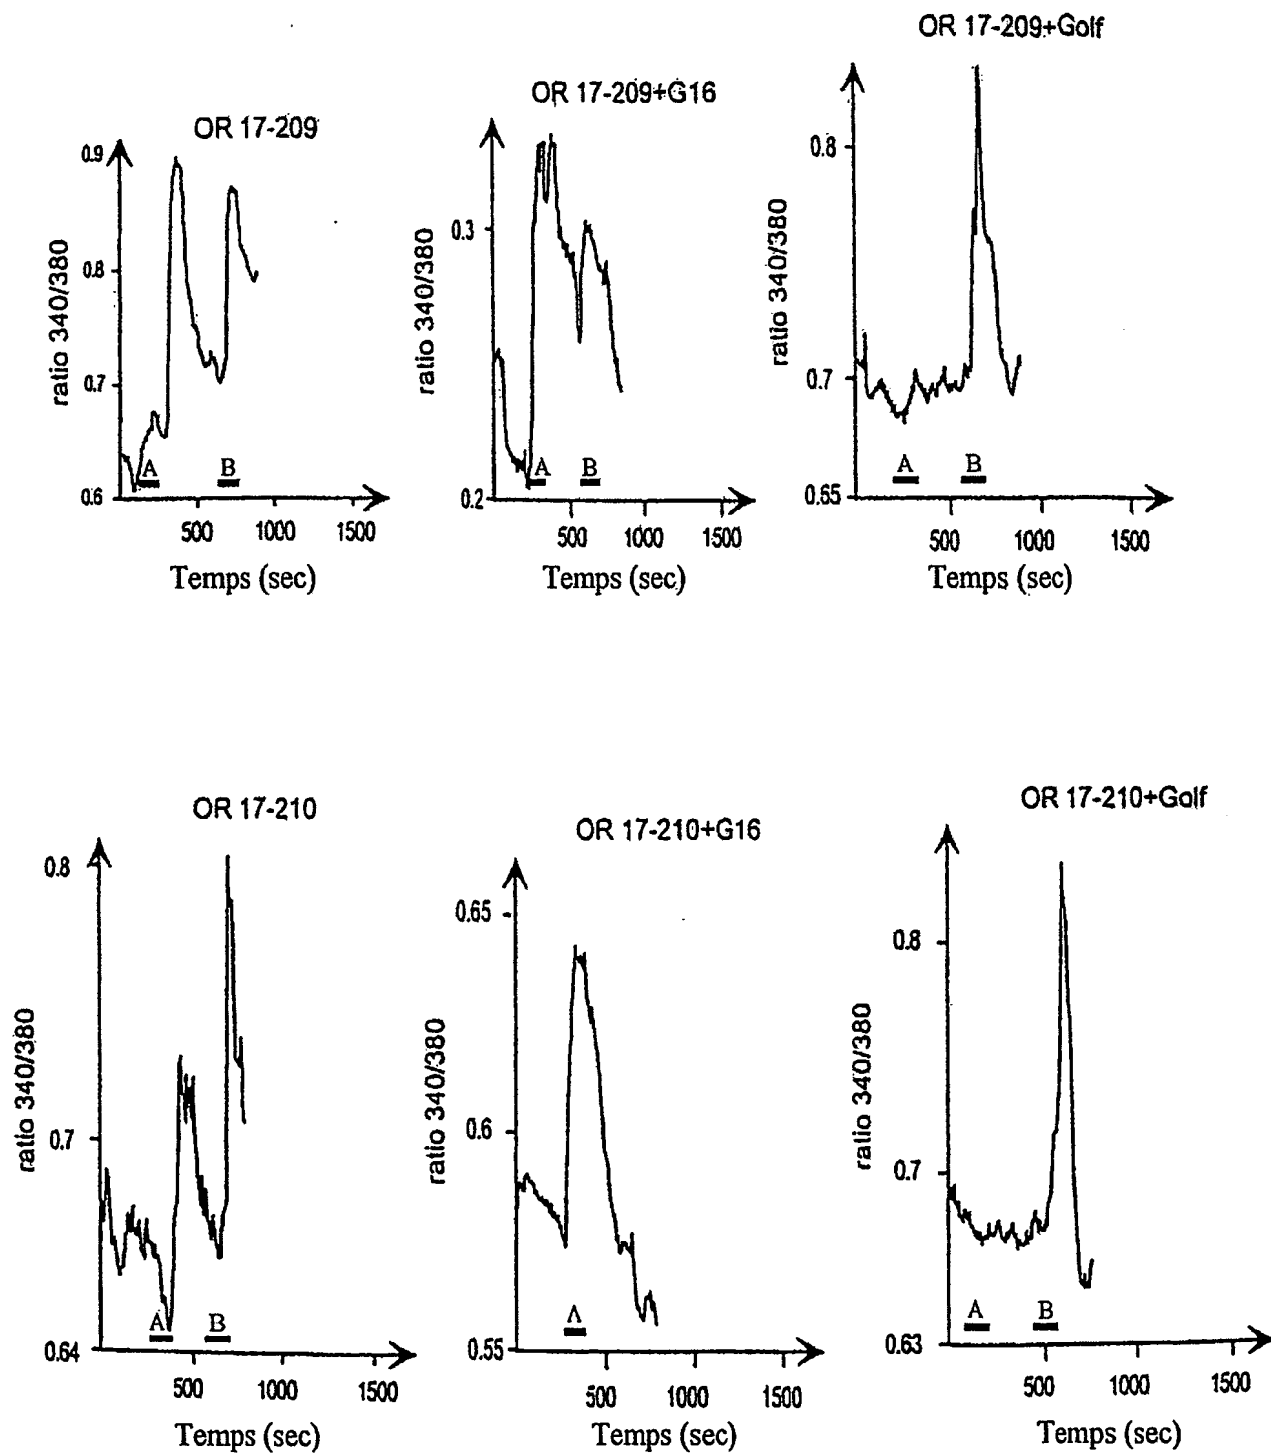 OR 17-209
0.9
0.8
0.7
0.6
ratio 340/380
A
B
500
1000
1500
Temps (sec)
OR 17-209+G16
0.3
0.2
ratio 340/380
A
B
500
1000
1500
Temps (sec)
OR 17-209+Golf
0.8
0.7
0.65
ratio 340/380
A
B
500
1000
1500
Temps (sec)
OR 17-210
0.8
0.7
0.64
ratio 340/380
A
B
500
1000
1500
Temps (sec)
OR 17-210+G16
0.65
0.6
0.55
ratio 340/380
A
500
1000
1500
Temps (sec)
OR 17-210+Golf
0.8
0.7
0.63
ratio 340/380
A
B
500
1000
1500
Temps (sec)